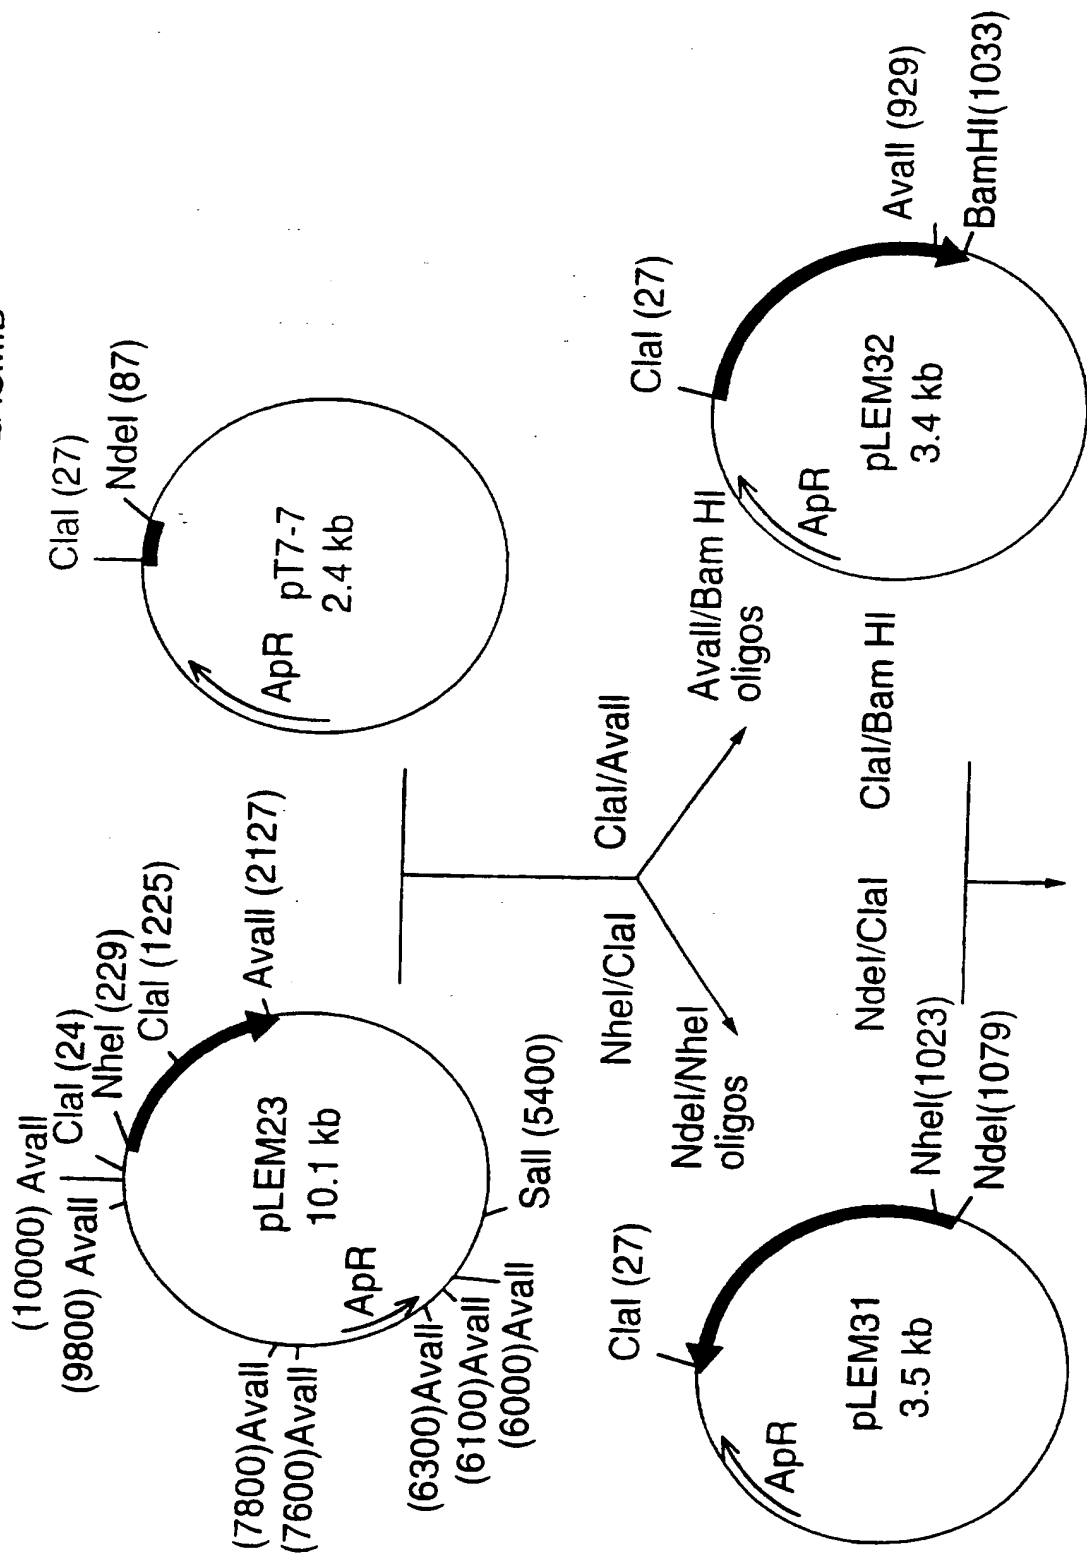 (10000) AvaII
(9800) AvaII
ClaI (24)
NheI (229)
ClaI (1225)
AvaII (2127)
pLEM23
10.1 kb
ApR
(7800)AvaII
(7600)AvaII
(6300)AvaII
(6100)AvaII
(6000)AvaII
SalI (5400)
ClaI (27)
NdeI (87)
pT7-7
2.4 kb
ApR
NheI/ClaI
ClaI/AvaII
NdeI/NheI
oligos
AvaII/Bam HI
oligos
ClaI (27)
pLEM31
3.5 kb
ApR
NheI(1023)
NdeI(1079)
NdeI/ClaI
ClaI/Bam HI
ClaI (27)
pLEM32
3.4 kb
ApR
AvaII (929)
BamHI(1033)